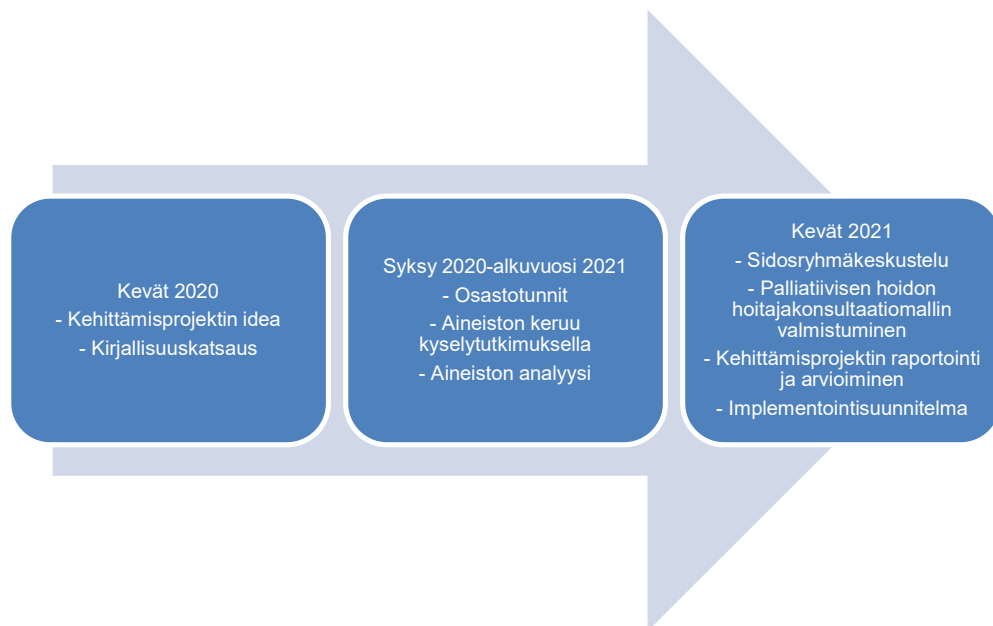 Kevät 2020
- Kehittämisprojektin idea
- Kirjallisuuskatsaus
Syksy 2020-alkuvuosi 2021
- Osastotunnit
- Aineiston keruu
kyselytutkimuksella
- Aineiston analyysi
Kevät 2021
- Sidosryhmäkeskustelu
- Palliatiivisen hoidon
hoitajakonsultaatiomallin
valmistuminen
- Kehittämisprojektin raportointi
ja arvioiminen
- Implementointisuunnitelma